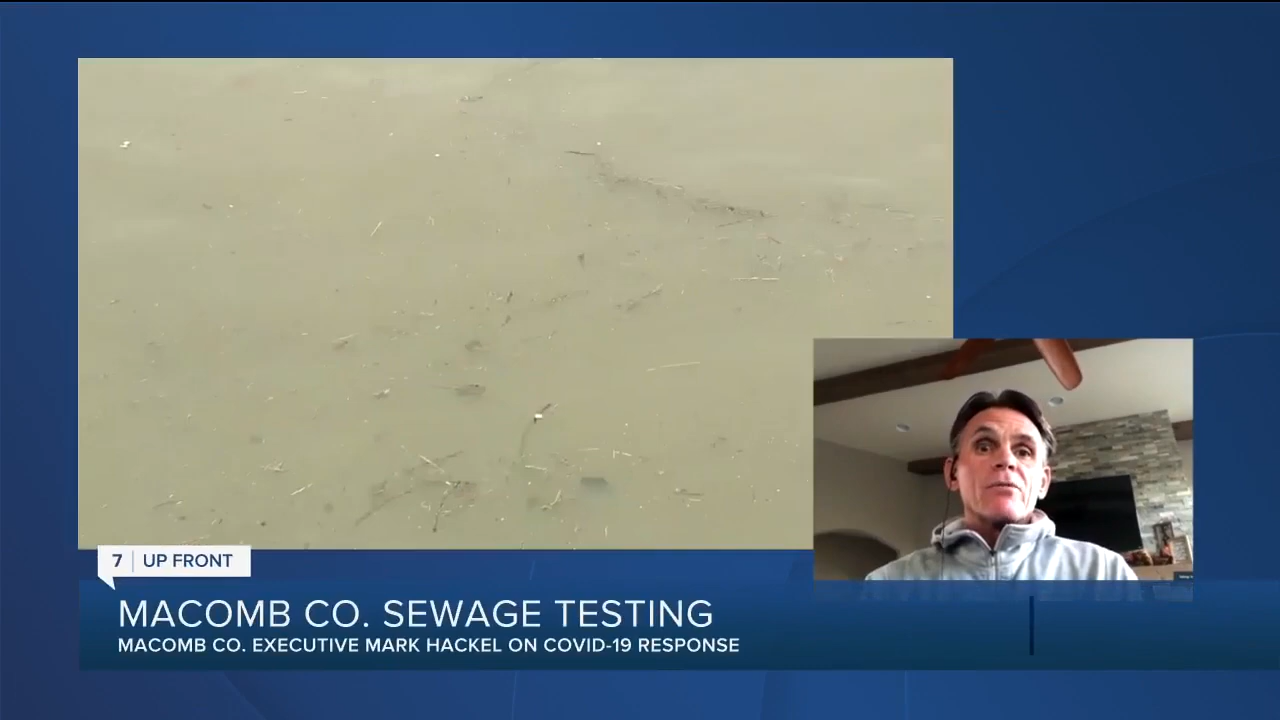 7 | UP FRONT
MACOMB CO. SEWAGE TESTING
MACOMB CO. EXECUTIVE MARK HACKEL ON COVID-19 RESPONSE